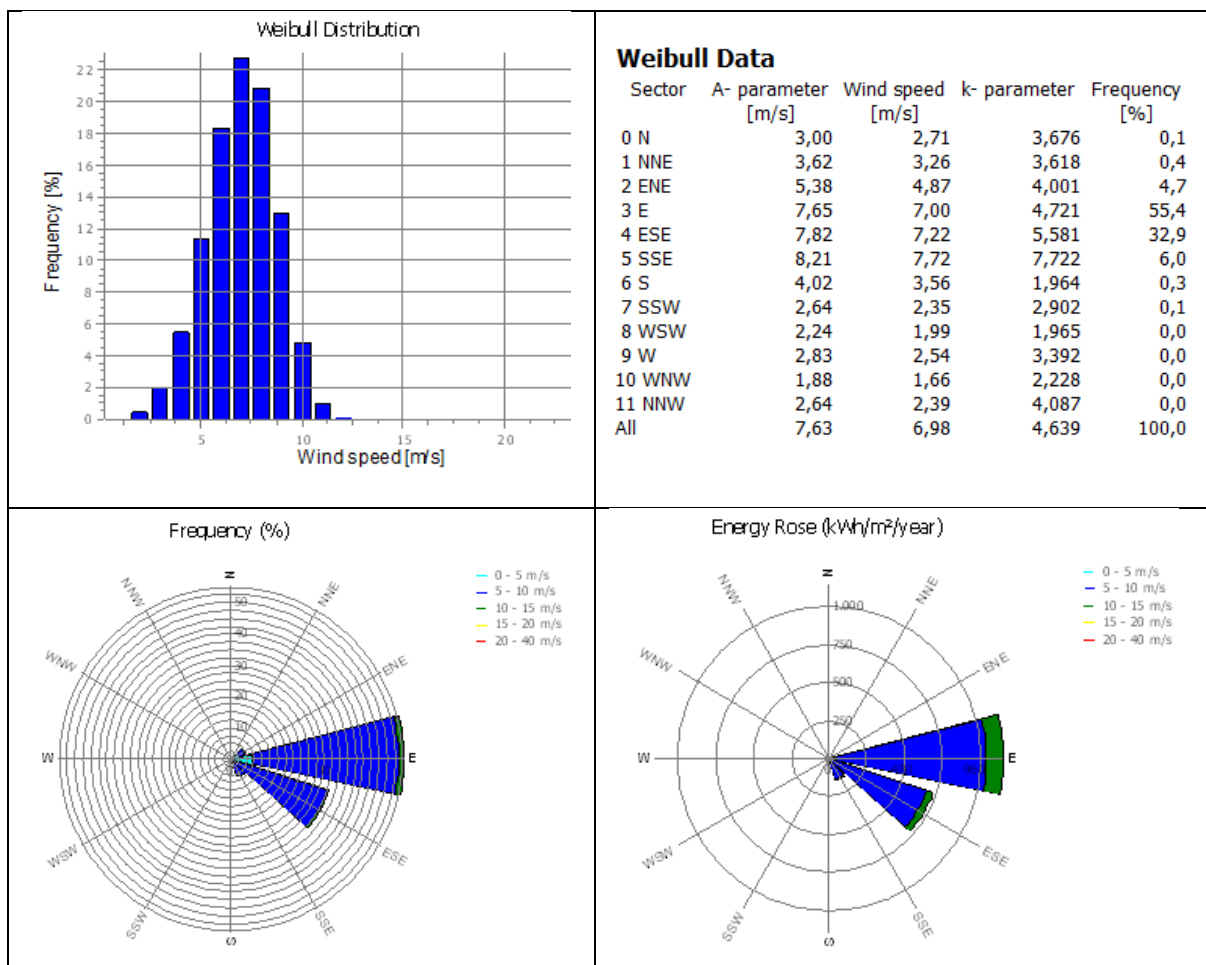 Weibull Distribution
Frequency [%]
22
20
18
16
14
12
10
8
6
4
2
0
5
10
15
20
Wind speed [m/s]
Weibull Data
Sector A- parameter Wind speed k- parameter Frequency
[m/s] [m/s] [%]
0 N 3,00 2,71 3,676 0,1
1 NNE 3,62 3,26 3,618 0,4
2 ENE 5,38 4,87 4,001 4,7
3 E 7,65 7,00 4,721 55,4
4 ESE 7,82 7,22 5,581 32,9
5 SSE 8,21 7,72 7,722 6,0
6 S 4,02 3,56 1,964 0,3
7 SSW 2,64 2,35 2,902 0,1
8 WSW 2,24 1,99 1,965 0,0
9 W 2,83 2,54 3,392 0,0
10 WNW 1,88 1,66 2,228 0,0
11 NNW 2,64 2,39 4,087 0,0
All 7,63 6,98 4,639 100,0
Frequency (%)
0 - 5 m/s
5 - 10 m/s
10 - 15 m/s
15 - 20 m/s
20 - 40 m/s
N
NNE
ENE
E
ESE
SSE
S
SSW
WSW
W
WNW
NNW
50
40
30
20
10
Energy Rose (kWh/m²/year)
0 - 5 m/s
5 - 10 m/s
10 - 15 m/s
15 - 20 m/s
20 - 40 m/s
N
NNE
ENE
E
ESE
SSE
S
SSW
WSW
W
WNW
NNW
1.000
750
500
250